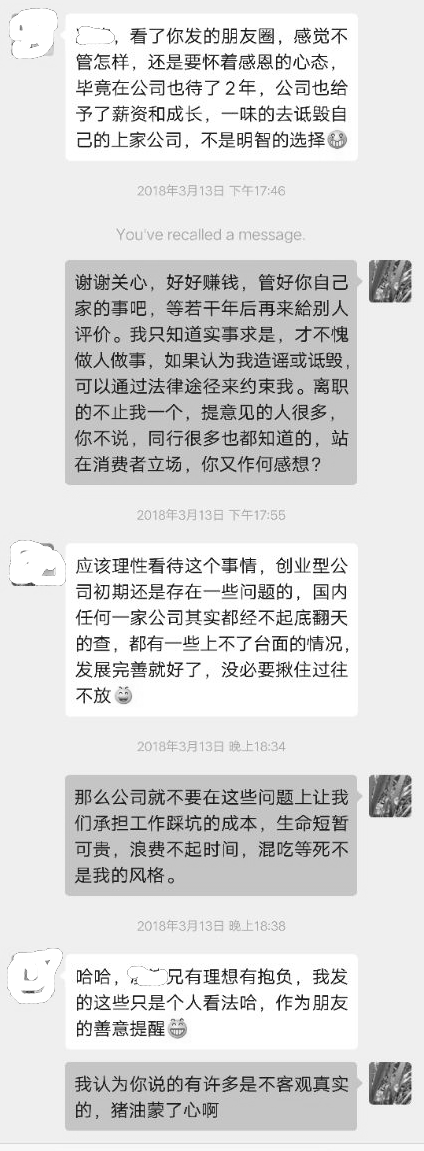 ，看了你发的朋友圈，感觉不
管怎样，还是要怀着感恩的心态，
毕竟在公司也待了２年，公司也给
予了薪资和成长，一味的去诋毁自
己的上家公司，不是明智的选择
2018年3月13日 下午17:46
You've recalled a message.
谢谢关心，好好赚钱，管好你自己
家的事吧，等若干年后再来給别人
评价。我只知道实事求是，才不愧
做人做事，如果认为我造谣或诋毁，
可以通过法律途径来约束我。离职
的不止我一个，提意见的人很多，
你不说，同行很多也都知道的，站
在消费者立场，你又作何感想？
2018年3月13日 下午17:55
应该理性看待这个事情，创业型公
司初期还是存在一些问题的，国内
任何一家公司其实都经不起底翻天
的查，都有一些上不了台面的情况，
发展完善就好了，没必要揪住过往
不放
2018年3月13日 晚上18:34
那么公司就不要在这些问题上让我
们承担工作踩坑的成本，生命短暂
可贵，浪费不起时间，混吃等死不
是我的风格。
2018年3月13日 晚上18:38
哈哈，兄有理想有抱负，我发
的这些只是个人看法哈，作为朋友
的善意提醒
我认为你说的有许多是不客观真实
的，猪油蒙了心啊